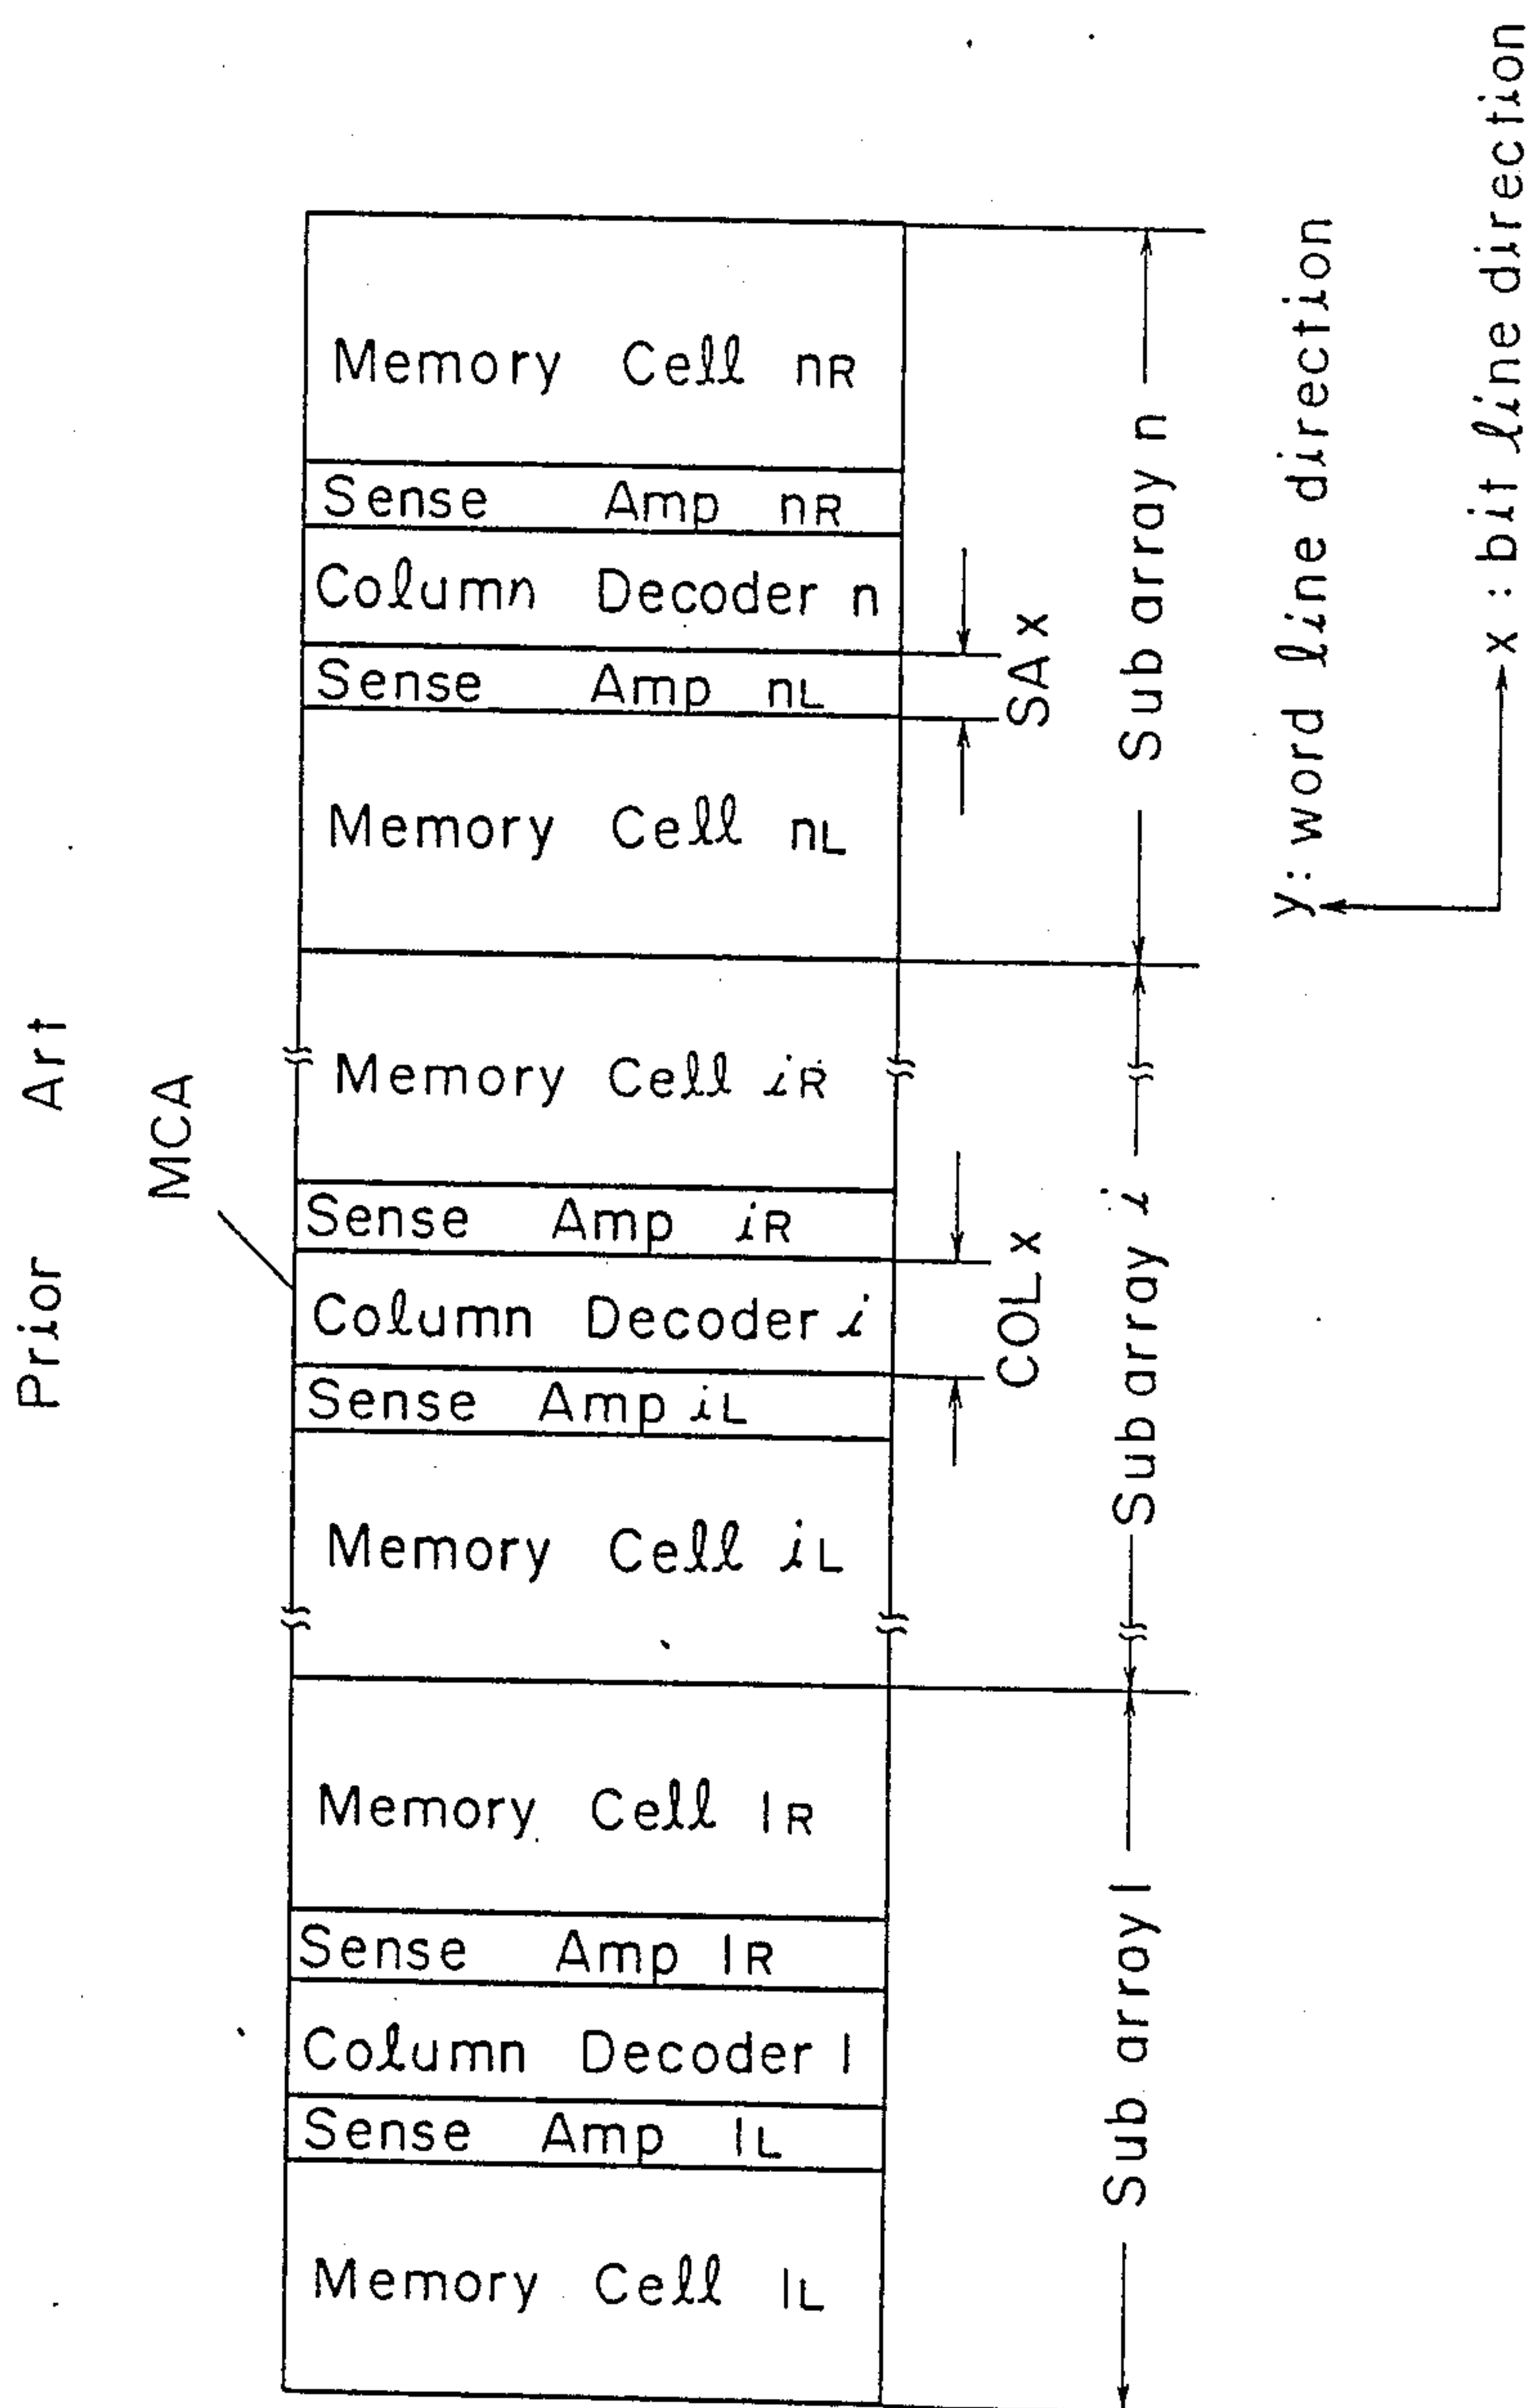 Prior Art
MCA
Memory Cell nR
Sense Amp nR
Column Decoder n
Sense Amp nL
Memory Cell nL
Memory Cell iR
Sense Amp iR
Column Decoder i
Sense Amp iL
Memory Cell iL
Memory Cell 1R
Sense Amp 1R
Column Decoder 1
Sense Amp 1L
Memory Cell 1L
SAx
COLx
Sub array n
Sub array i
Sub array 1
y: word line direction
x : bit line direction